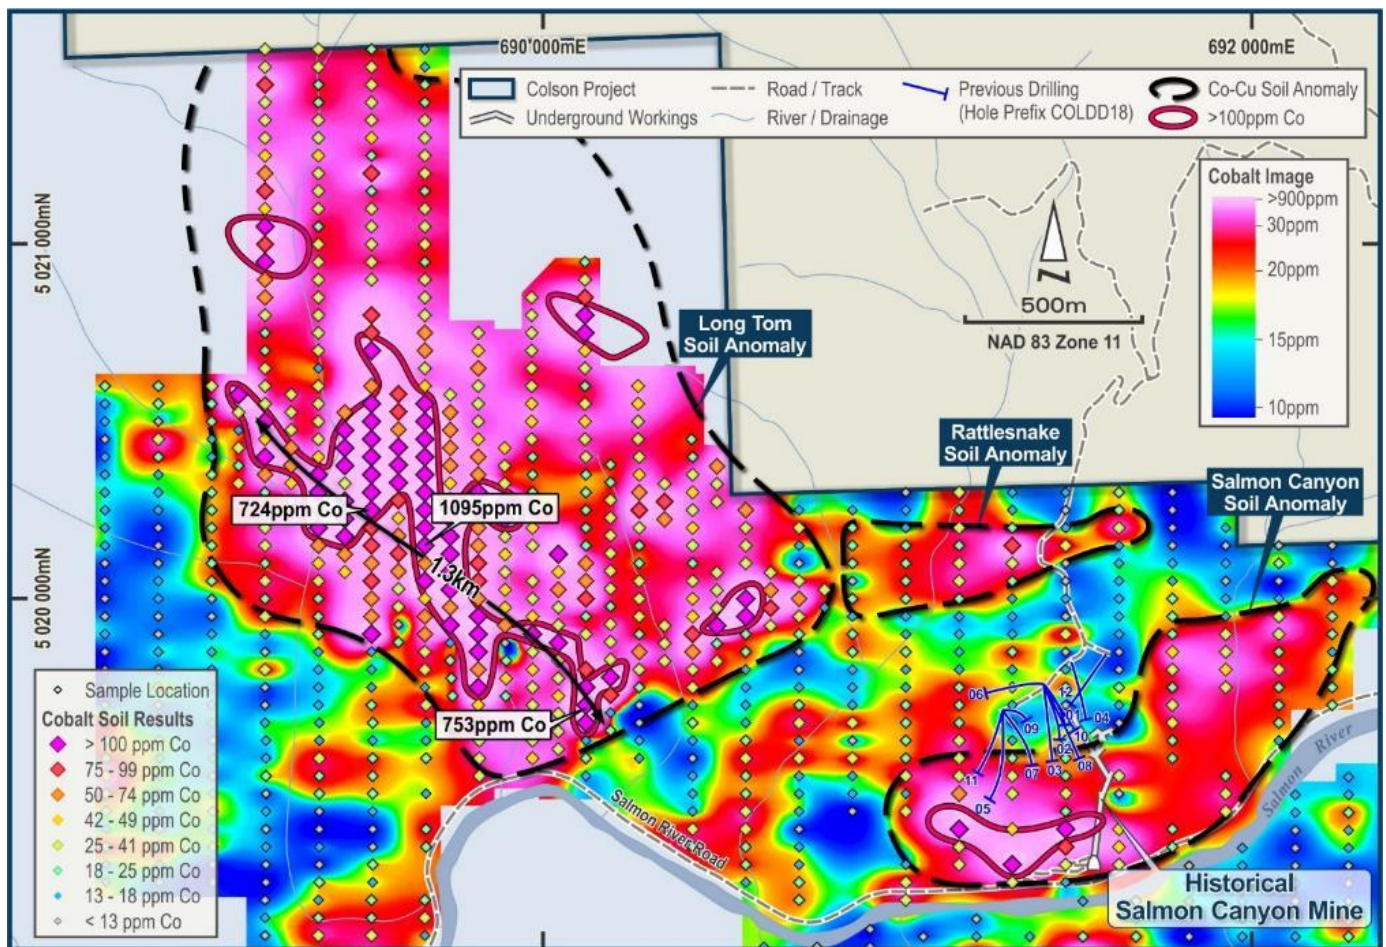 690 000mE
692 000mE
5 021 000mN
5 020 000mN
Colson Project
Underground Workings
Road / Track
River / Drainage
Previous Drilling
(Hole Prefix COLDD18)
Co-Cu Soil Anomaly
>100ppm Co
Cobalt Image
>900ppm
30ppm
20ppm
15ppm
10ppm
N
500m
NAD 83 Zone 11
Long Tom
Soil Anomaly
Rattlesnake
Soil Anomaly
Salmon Canyon
Soil Anomaly
724ppm Co
1095ppm Co
1.3km
753ppm Co
06
12
01
04
09
10
02
11
07
03
08
05
Salmon River Road
Salmon River
Historical
Salmon Canyon Mine
Sample Location
Cobalt Soil Results
> 100 ppm Co
75 - 99 ppm Co
50 - 74 ppm Co
42 - 49 ppm Co
25 - 41 ppm Co
18 - 25 ppm Co
13 - 18 ppm Co
< 13 ppm Co